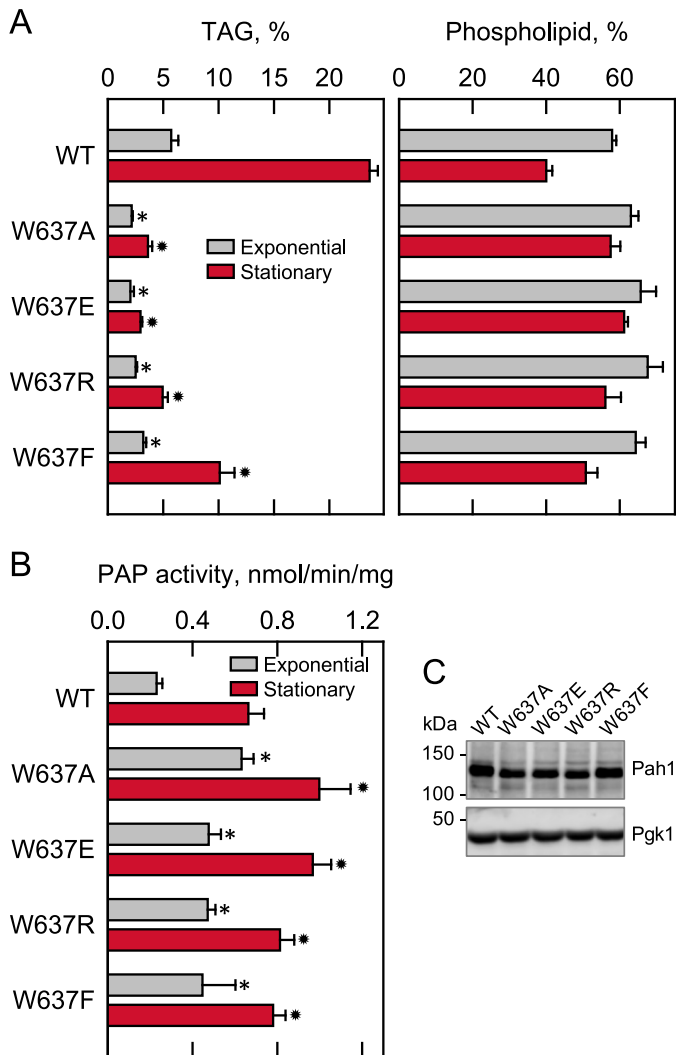 A
TAG, %
Phospholipid, %
0 5 10 15 20
0 20 40 60
WT
W637A
W637E
W637R
W637F
Exponential
Stationary
* * * *
B
PAP activity, nmol/min/mg
0.0 0.4 0.8 1.2
Exponential
Stationary
WT
W637A
W637E
W637R
W637F
* * * *
C
kDa
WT W637A W637E W637R W637F
150
100
Pah1
50
Pgk1